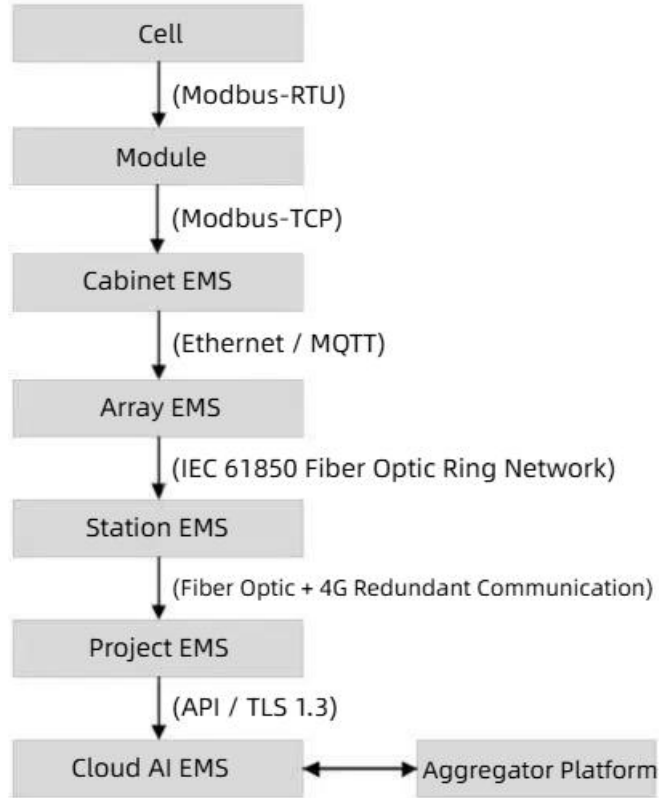 Cell
(Modbus-RTU)
Module
(Modbus-TCP)
Cabinet EMS
(Ethernet / MQTT)
Array EMS
(IEC 61850 Fiber Optic Ring Network)
Station EMS
(Fiber Optic + 4G Redundant Communication)
Project EMS
(API / TLS 1.3)
Cloud AI EMS
Aggregator Platform